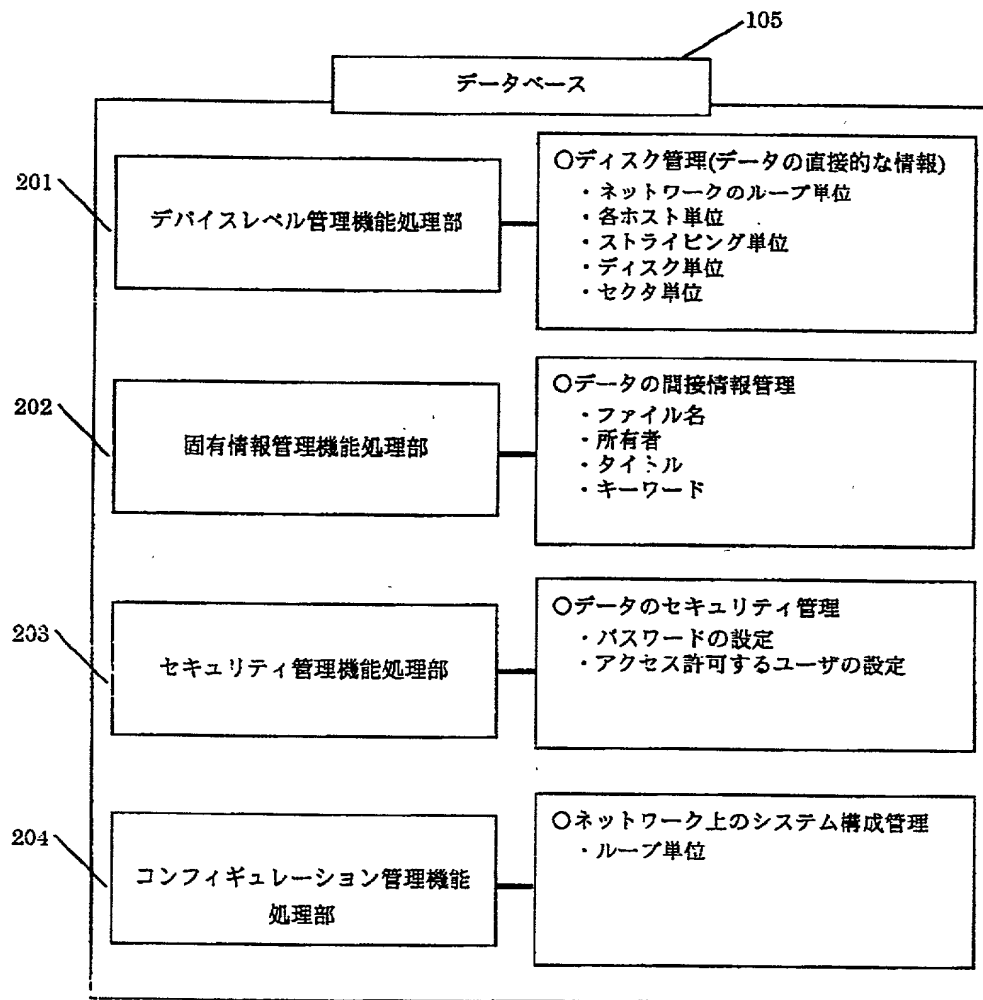 105
データベース
201
デバイスレベル管理機能処理部
○ディスク管理(データの直接的な情報)
・ネットワークのループ単位
・各ホスト単位
・ストライピング単位
・ディスク単位
・セクタ単位
202
固有情報管理機能処理部
○データの間接情報管理
・ファイル名
・所有者
・タイトル
・キーワード
203
セキュリティ管理機能処理部
○データのセキュリティ管理
・パスワードの設定
・アクセス許可するユーザの設定
204
コンフィギュレーション管理機能
処理部
○ネットワーク上のシステム構成管理
・ループ単位